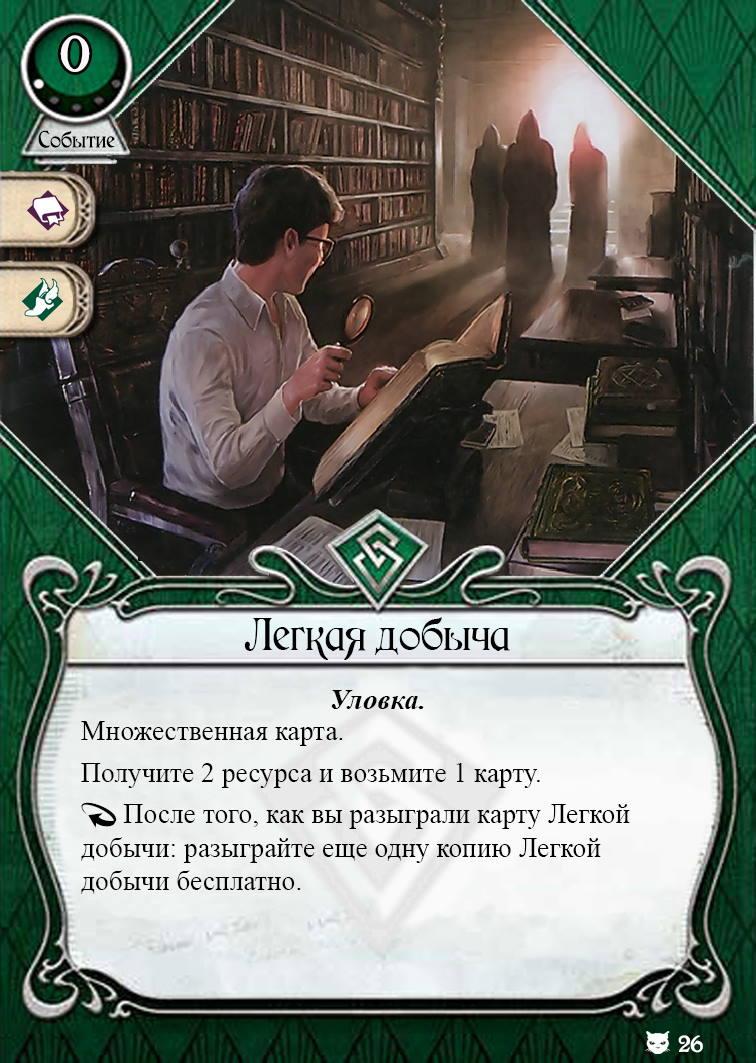 0
Событие
Легкая добыча
Уловка.
Множественная карта.
Получите 2 ресурса и возьмите 1 карту.
После того, как вы разыграли карту Легкой
добычи: разыграйте еще одну копию Легкой
добычи бесплатно.
26